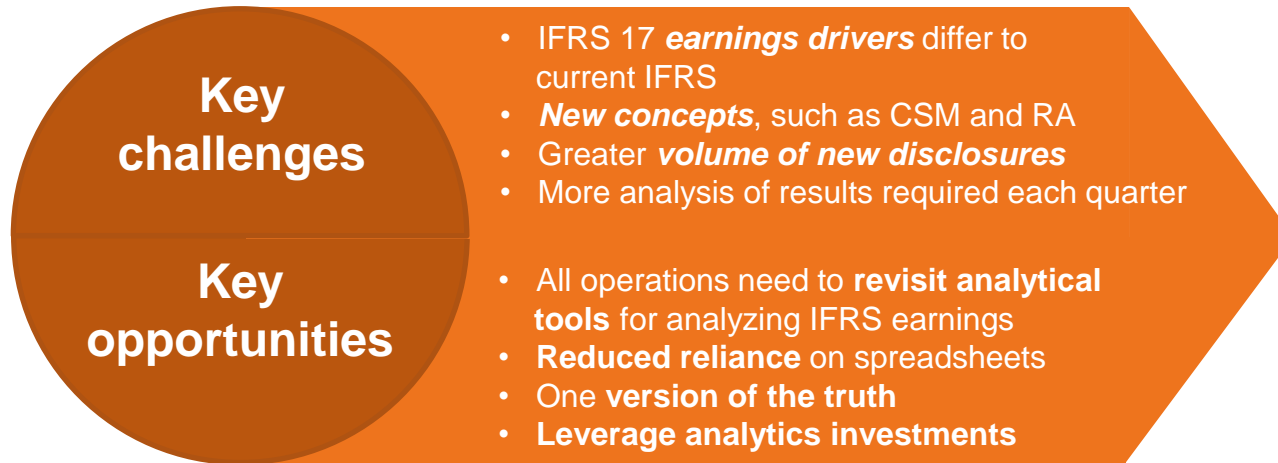 Key
challenges
• IFRS 17 earnings drivers differ to
current IFRS
• New concepts, such as CSM and RA
• Greater volume of new disclosures
• More analysis of results required each quarter
Key
opportunities
• All operations need to revisit analytical
tools for analyzing IFRS earnings
• Reduced reliance on spreadsheets
• One version of the truth
• Leverage analytics investments